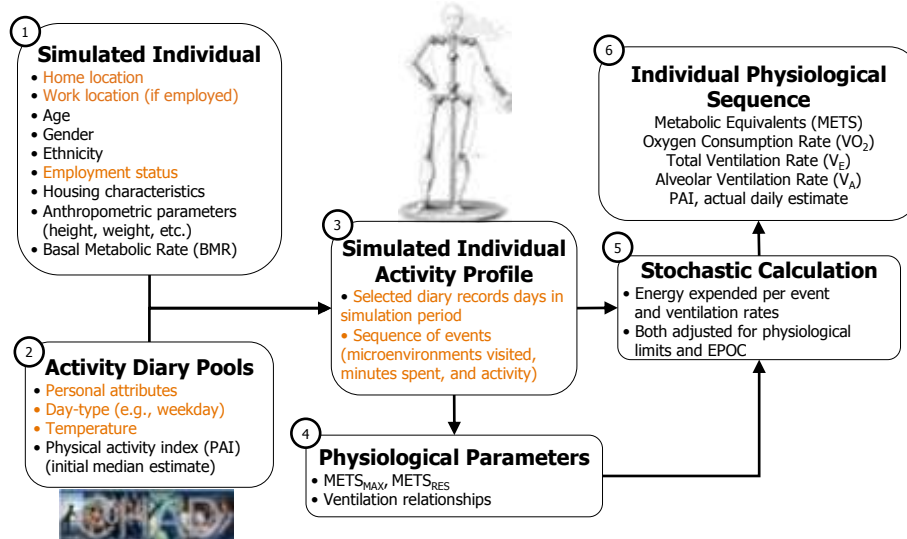 1
Simulated Individual
• Home location
• Work location (if employed)
• Age
• Gender
• Ethnicity
• Employment status
• Housing characteristics
• Anthropometric parameters
(height, weight, etc.)
• Basal Metabolic Rate (BMR)
2
Activity Diary Pools
• Personal attributes
• Day-type (e.g., weekday)
• Temperature
• Physical activity index (PAI)
(initial median estimate)
CHAD
3
Simulated Individual
Activity Profile
• Selected diary records days in
simulation period
• Sequence of events
(microenvironments visited,
minutes spent, and activity)
4
Physiological Parameters
• METS_MAX, METS_RES
• Ventilation relationships
5
Stochastic Calculation
• Energy expended per event
and ventilation rates
• Both adjusted for physiological
limits and EPOC
6
Individual Physiological
Sequence
Metabolic Equivalents (METS)
Oxygen Consumption Rate (VO₂)
Total Ventilation Rate (V_E)
Alveolar Ventilation Rate (V_A)
PAI, actual daily estimate